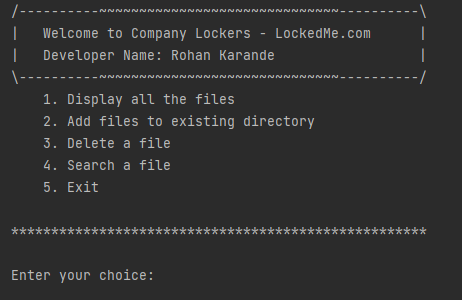 /----------~~~~~~~~~~~~~~~~~~~~~~~~~~~~~~----------\
|   Welcome to Company Lockers - LockedMe.com      |
|   Developer Name: Rohan Karande                  |
\----------~~~~~~~~~~~~~~~~~~~~~~~~~~~~~~----------/
    1. Display all the files
    2. Add files to existing directory
    3. Delete a file
    4. Search a file
    5. Exit
****************************************************
Enter your choice: